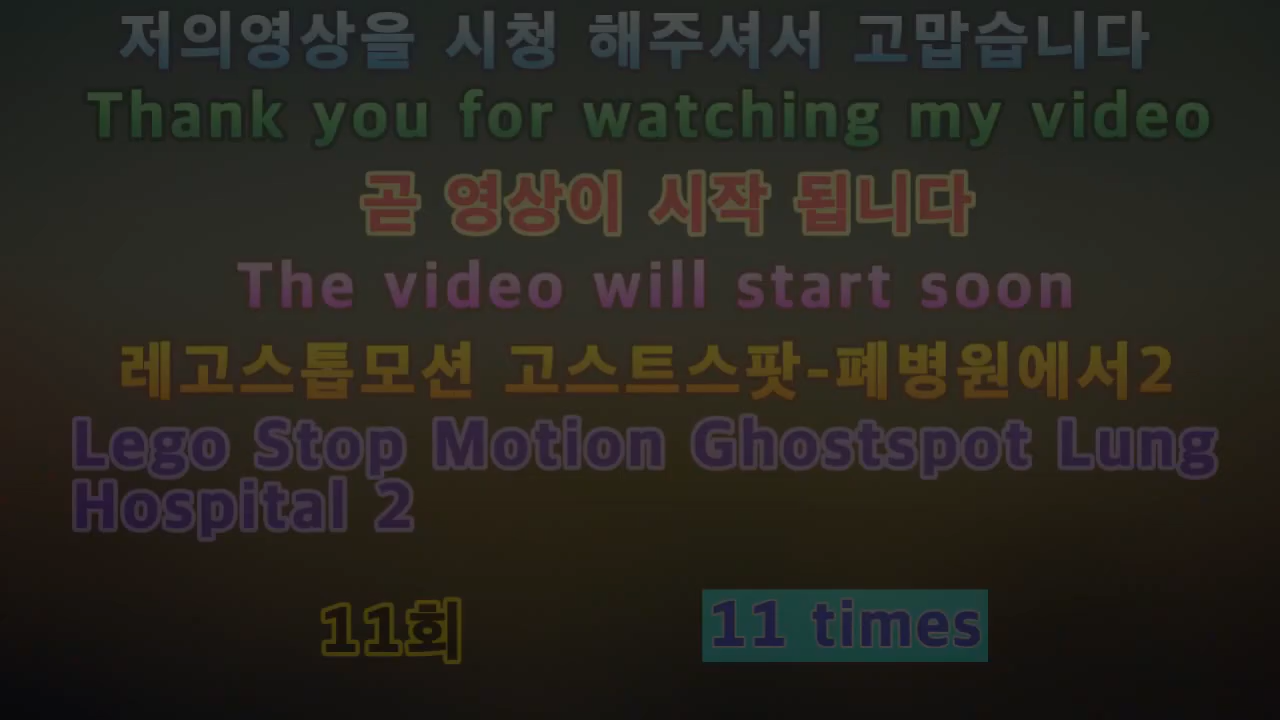 저의영상을 시청 해주셔서 고맙습니다
Thank you for watching my video
곧 영상이 시작 됩니다
The video will start soon
레고스톱모션 고스트스팟-폐병원에서2
Lego Stop Motion Ghostspot Lung
Hospital 2
11회
11 times